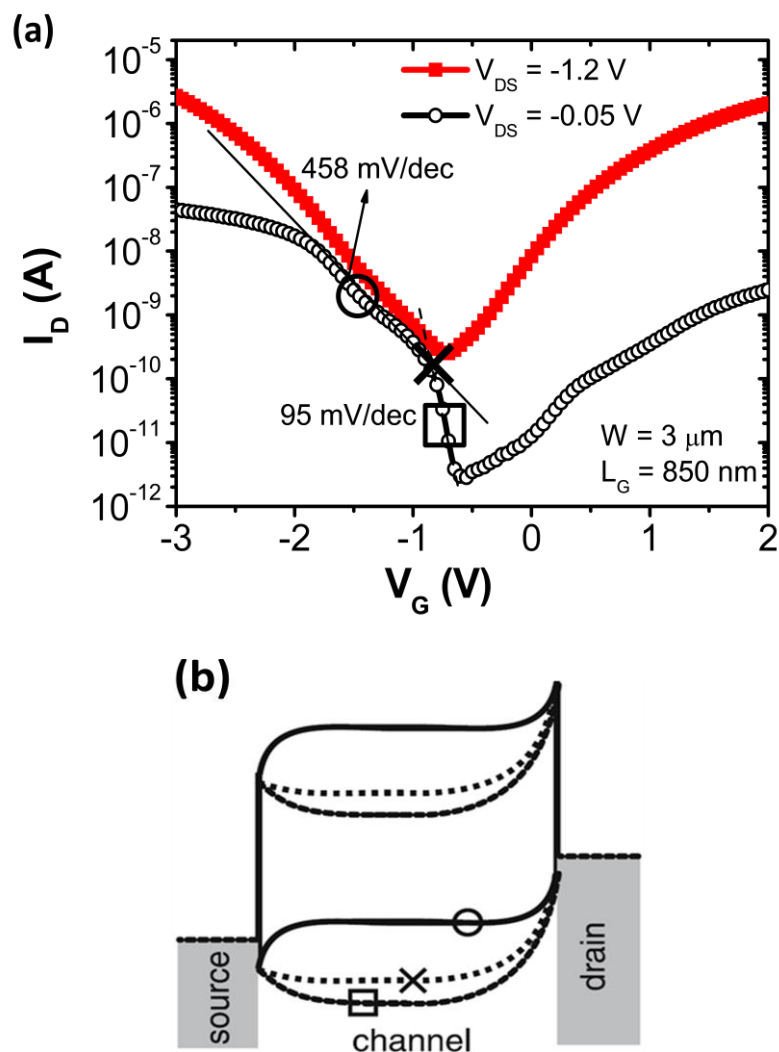 (a)
10⁻⁵
10⁻⁶
10⁻⁷
10⁻⁸
10⁻⁹
10⁻¹⁰
10⁻¹¹
10⁻¹²
I_D (A)
V_DS = -1.2 V
V_DS = -0.05 V
458 mV/dec
95 mV/dec
W = 3 μm
L_G = 850 nm
-3 -2 -1 0 1 2
V_G (V)
(b)
source
channel
drain